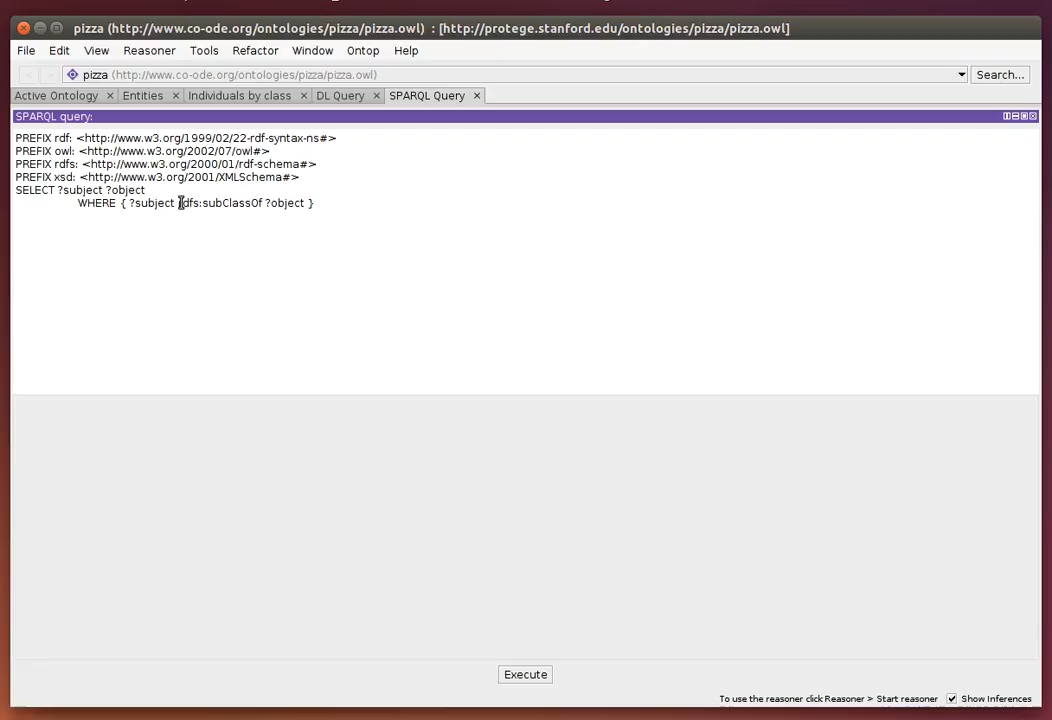 pizza (http://www.co-ode.org/ontologies/pizza/pizza.owl) : [http://protege.stanford.edu/ontologies/pizza/pizza.owl]
File Edit View Reasoner Tools Refactor Window Ontop Help
< > pizza (http://www.co-ode.org/ontologies/pizza/pizza.owl) Search...
Active Ontology × Entities × Individuals by class × DL Query × SPARQL Query ×
SPARQL query:
PREFIX rdf: <http://www.w3.org/1999/02/22-rdf-syntax-ns#>
PREFIX owl: <http://www.w3.org/2002/07/owl#>
PREFIX rdfs: <http://www.w3.org/2000/01/rdf-schema#>
PREFIX xsd: <http://www.w3.org/2001/XMLSchema#>
SELECT ?subject ?object
WHERE { ?subject rdfs:subClassOf ?object }
Execute
To use the reasoner click Reasoner > Start reasoner Show Inferences